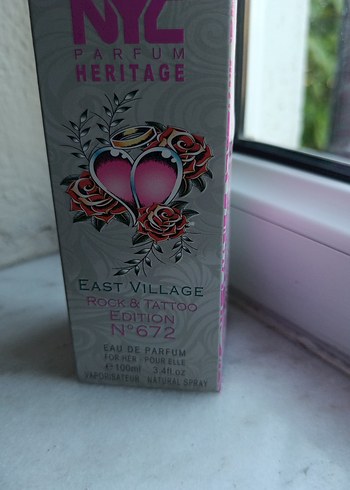 NYC
PARFUM
HERITAGE
EAST VILLAGE
ROCK & TATTOO
EDITION
N°672
EAU DE PARFUM
FOR HER · POUR ELLE
e 100ml 3.4fl.oz
VAPORISATEUR NATURAL SPRAY